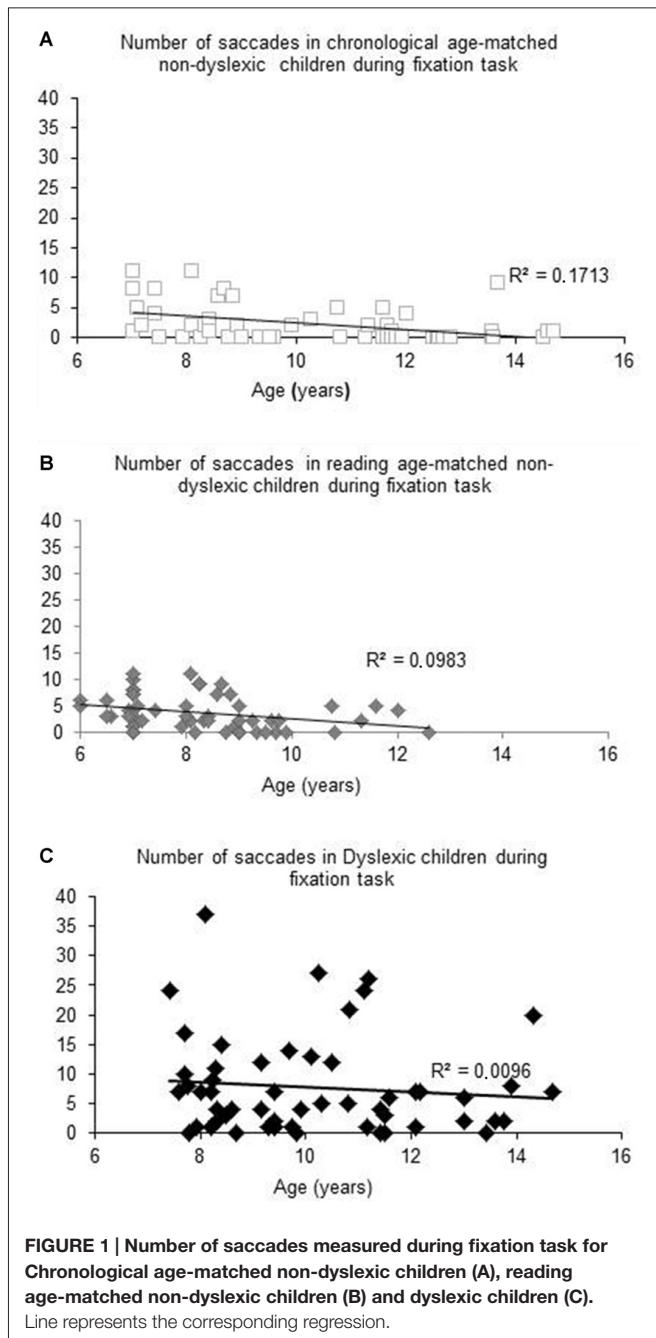 A
Number of saccades in chronological age-matched
non-dyslexic children during fixation task
40
35
30
25
20
15
10
5
0
R² = 0.1713
6 8 10 12 14 16
Age (years)
B
Number of saccades in reading age-matched non-
dyslexic children during fixation task
40
35
30
25
20
15
10
5
0
R² = 0.0983
6 8 10 12 14 16
Age (years)
C
Number of saccades in Dyslexic children during
fixation task
40
35
30
25
20
15
10
5
0
R² = 0.0096
6 8 10 12 14 16
Age (years)
FIGURE 1 | Number of saccades measured during fixation task for
Chronological age-matched non-dyslexic children (A), reading
age-matched non-dyslexic children (B) and dyslexic children (C).
Line represents the corresponding regression.